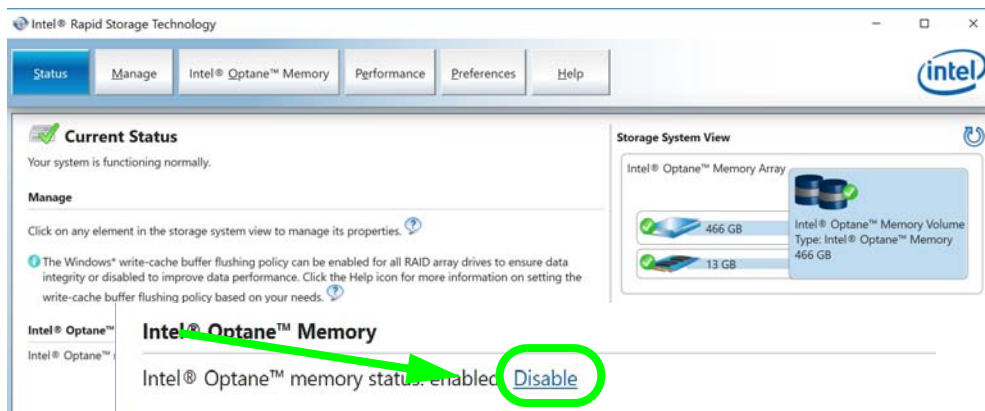 Intel® Rapid Storage Technology
Status
Manage
Intel® Optane™ Memory
Performance
Preferences
Help
intel
Current Status
Your system is functioning normally.
Manage
Click on any element in the storage system view to manage its properties.
The Windows* write-cache buffer flushing policy can be enabled for all RAID array drives to ensure data
integrity or disabled to improve data performance. Click the Help icon for more information on setting the
write-cache buffer flushing policy based on your needs.
Intel® Optane™
Intel® Optane™
Storage System View
Intel® Optane™ Memory Array
466 GB
13 GB
Intel® Optane™ Memory Volume
Type: Intel® Optane™ Memory
466 GB
Intel® Optane™ Memory
Intel® Optane™ memory status: enabled Disable